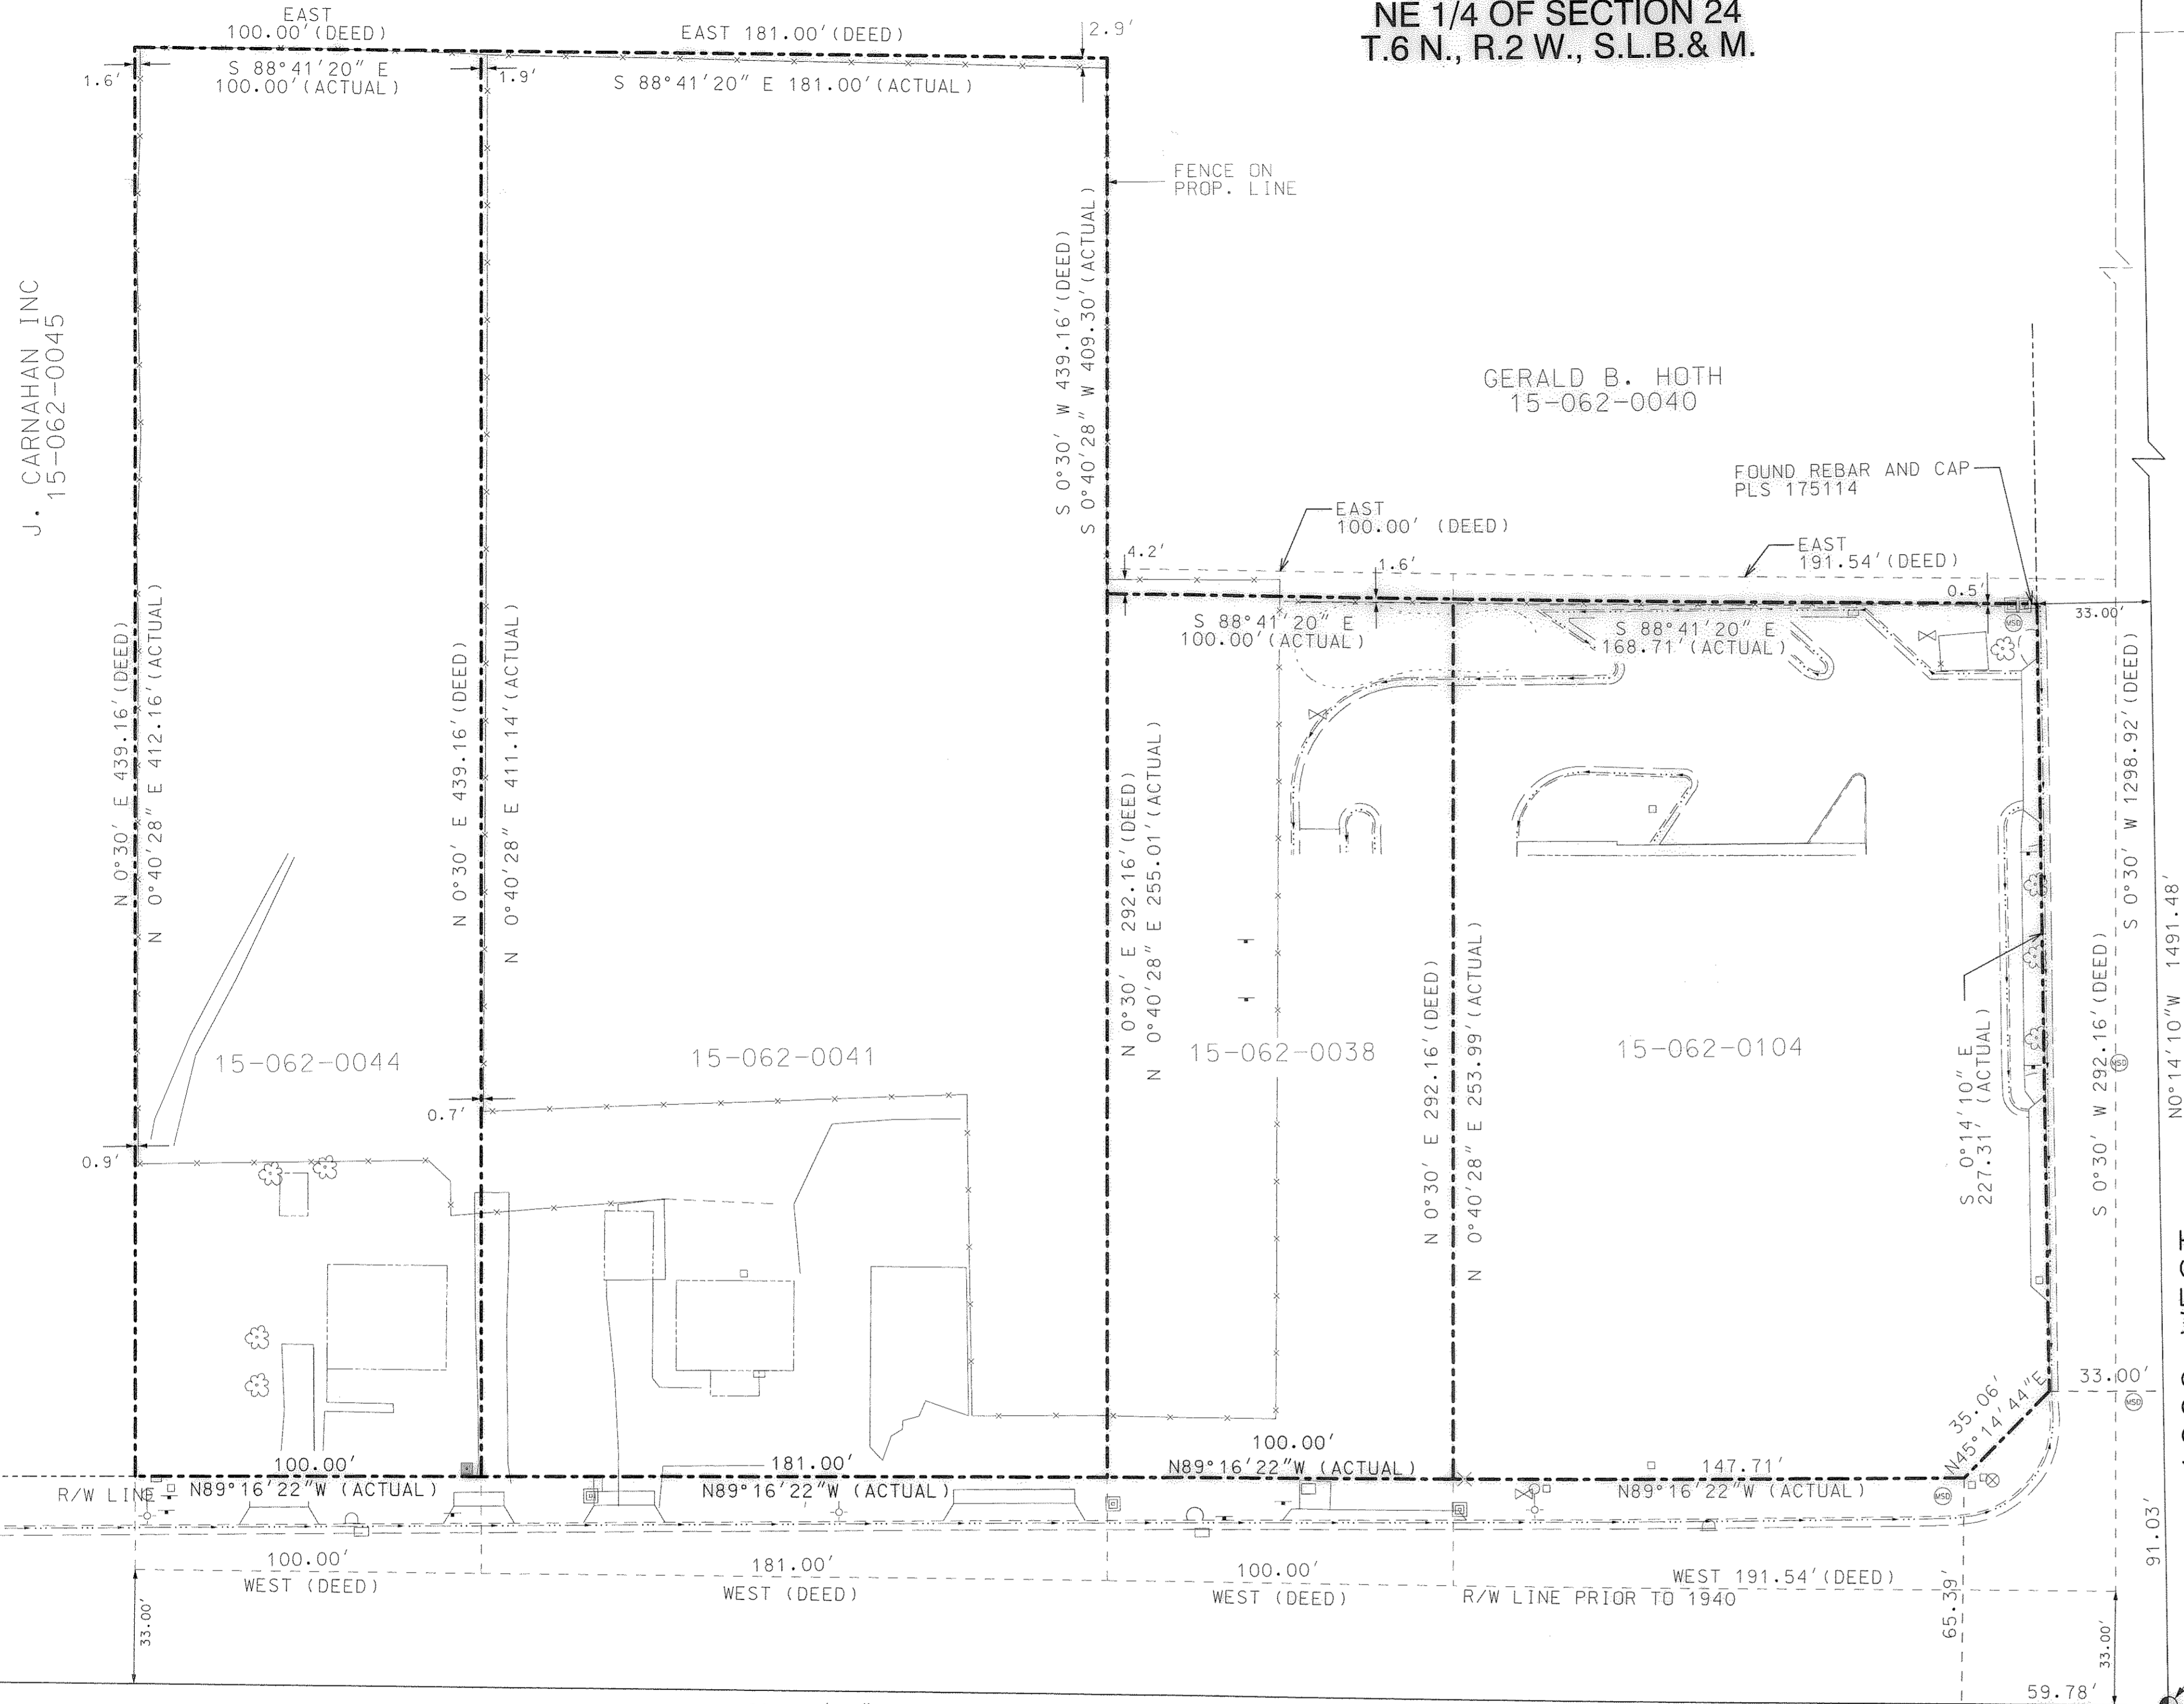 NE 1/4 OF SECTION 24
T.6 N., R.2 W., S.L.B.& M.
EAST
100.00'(DEED)
EAST 181.00'(DEED)
2.9'
S 88°41'20" E
100.00'(ACTUAL)
1.6'
1.9'
S 88°41'20" E 181.00'(ACTUAL)
FENCE ON
PROP. LINE
J. CARNAHAN INC
15-062-0045
S 0°30' W 439.16'(DEED)
S 0°40'28" W 409.30'(ACTUAL)
GERALD B. HOTH
15-062-0040
FOUND REBAR AND CAP
PLS 175114
EAST
100.00' (DEED)
EAST
191.54'(DEED)
4.2'
1.6'
0.5'
33.00'
S 88°41'20" E
100.00'(ACTUAL)
S 88°41'20" E
168.71'(ACTUAL)
MSD
N 0°30' E 439.16'(DEED)
N 0°40'28" E 412.16'(ACTUAL)
N 0°30' E 439.16'(DEED)
N 0°40'28" E 411.14'(ACTUAL)
N 0°30' E 292.16'(DEED)
N 0°40'28" E 255.01'(ACTUAL)
N 0°30' E 292.16'(DEED)
N 0°40'28" E 253.99'(ACTUAL)
S 0°14'10" E
227.31' (ACTUAL)
S 0°30' W 292.16'(DEED)
S 0°30' W 1298.92'(DEED)
N0°14'10"W 1491.48'
15-062-0044
15-062-0041
15-062-0038
15-062-0104
MSD
0.7'
0.9'
33.00'
MSD
35.06'
N45°14'44"E
100.00'
N89°16'22"W (ACTUAL)
181.00'
N89°16'22"W (ACTUAL)
100.00'
N89°16'22"W (ACTUAL)
147.71'
N89°16'22"W (ACTUAL)
MSD
R/W LINE
100.00'
WEST (DEED)
181.00'
WEST (DEED)
100.00'
WEST (DEED)
WEST 191.54'(DEED)
R/W LINE PRIOR TO 1940
33.00'
65.39'
33.00'
91.03'
59.78'
WEST